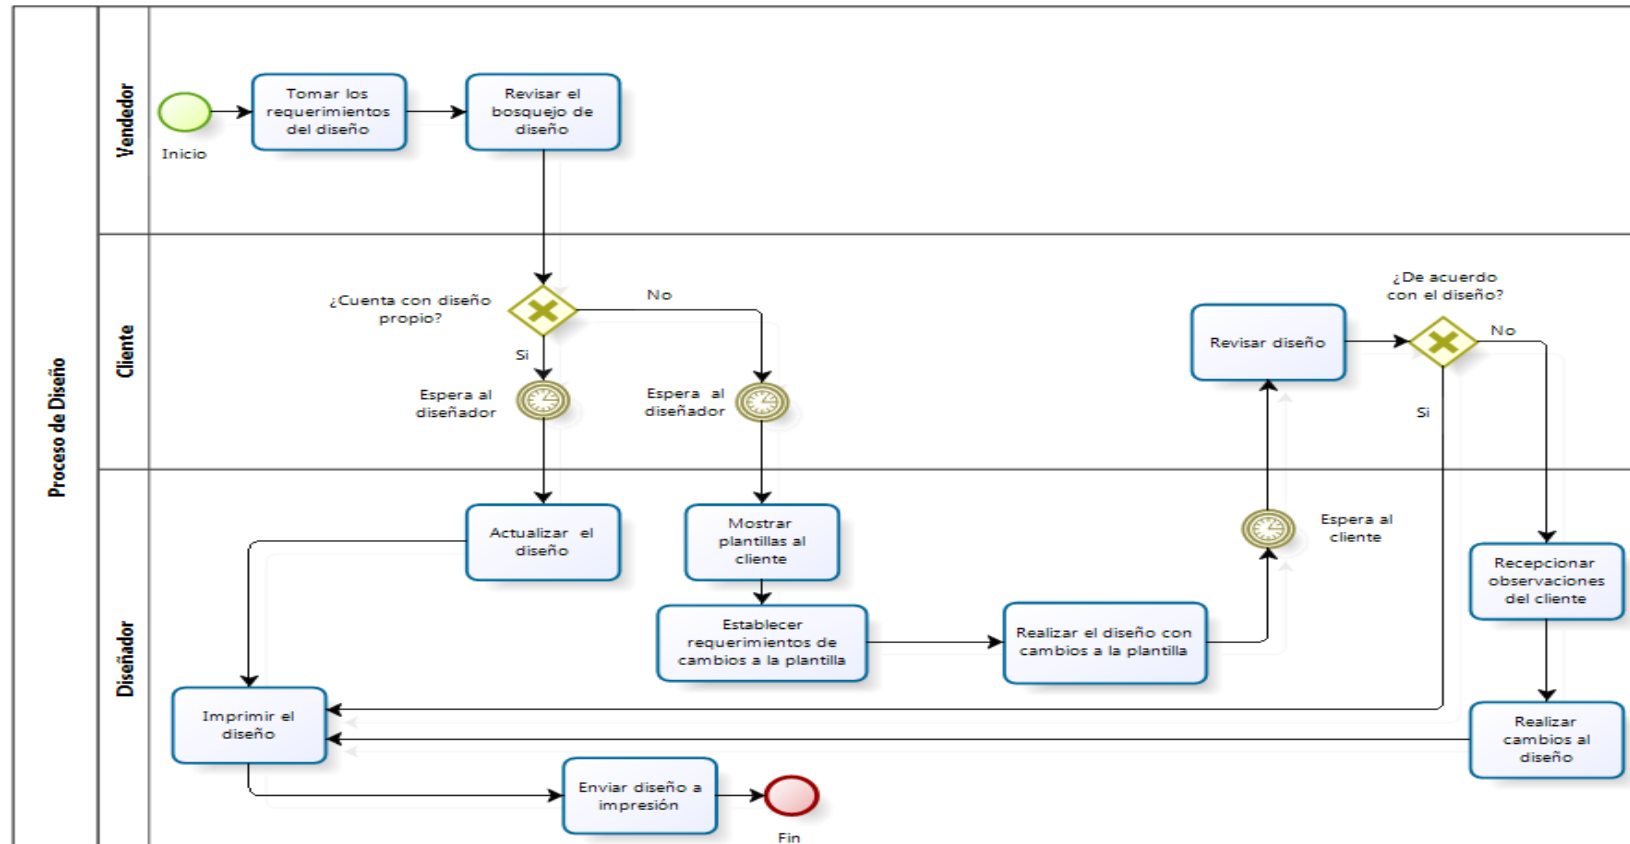 Proceso de Diseño
Vendedor
Inicio
Tomar los
requerimientos
del diseño
Revisar el
bosquejo de
diseño
Cliente
¿Cuenta con diseño
propio?
No
Si
Espera al
diseñador
Espera al
diseñador
Revisar diseño
¿De acuerdo
con el diseño?
No
Si
Diseñador
Actualizar el
diseño
Mostrar
plantillas al
cliente
Espera al
cliente
Recepcionar
observaciones
del cliente
Establecer
requerimientos de
cambios a la plantilla
Realizar el diseño con
cambios a la plantilla
Imprimir el
diseño
Realizar
cambios al
diseño
Enviar diseño a
impresión
Fin